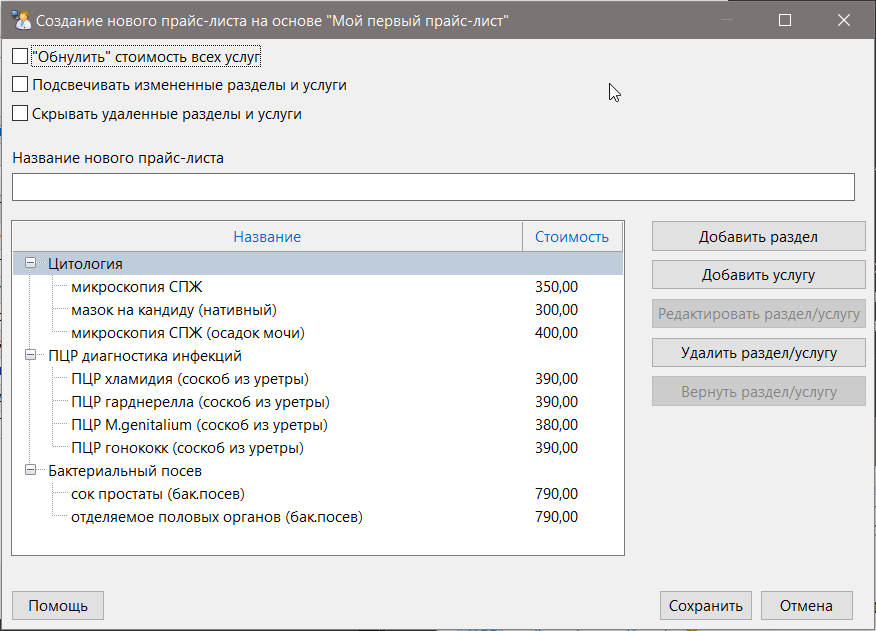 Создание нового прайс-листа на основе "Мой первый прайс-лист"
"Обнулить" стоимость всех услуг
Подсвечивать измененные разделы и услуги
Скрывать удаленные разделы и услуги
Название нового прайс-листа
Название Стоимость
Цитология
микроскопия СПЖ 350,00
мазок на кандиду (нативный) 300,00
микроскопия СПЖ (осадок мочи) 400,00
ПЦР диагностика инфекций
ПЦР хламидия (соскоб из уретры) 390,00
ПЦР гарднерелла (соскоб из уретры) 390,00
ПЦР M.genitalium (соскоб из уретры) 380,00
ПЦР гонококк (соскоб из уретры) 390,00
Бактериальный посев
сок простаты (бак.посев) 790,00
отделяемое половых органов (бак.посев) 790,00
Добавить раздел
Добавить услугу
Редактировать раздел/услугу
Удалить раздел/услугу
Вернуть раздел/услугу
Помощь Сохранить Отмена